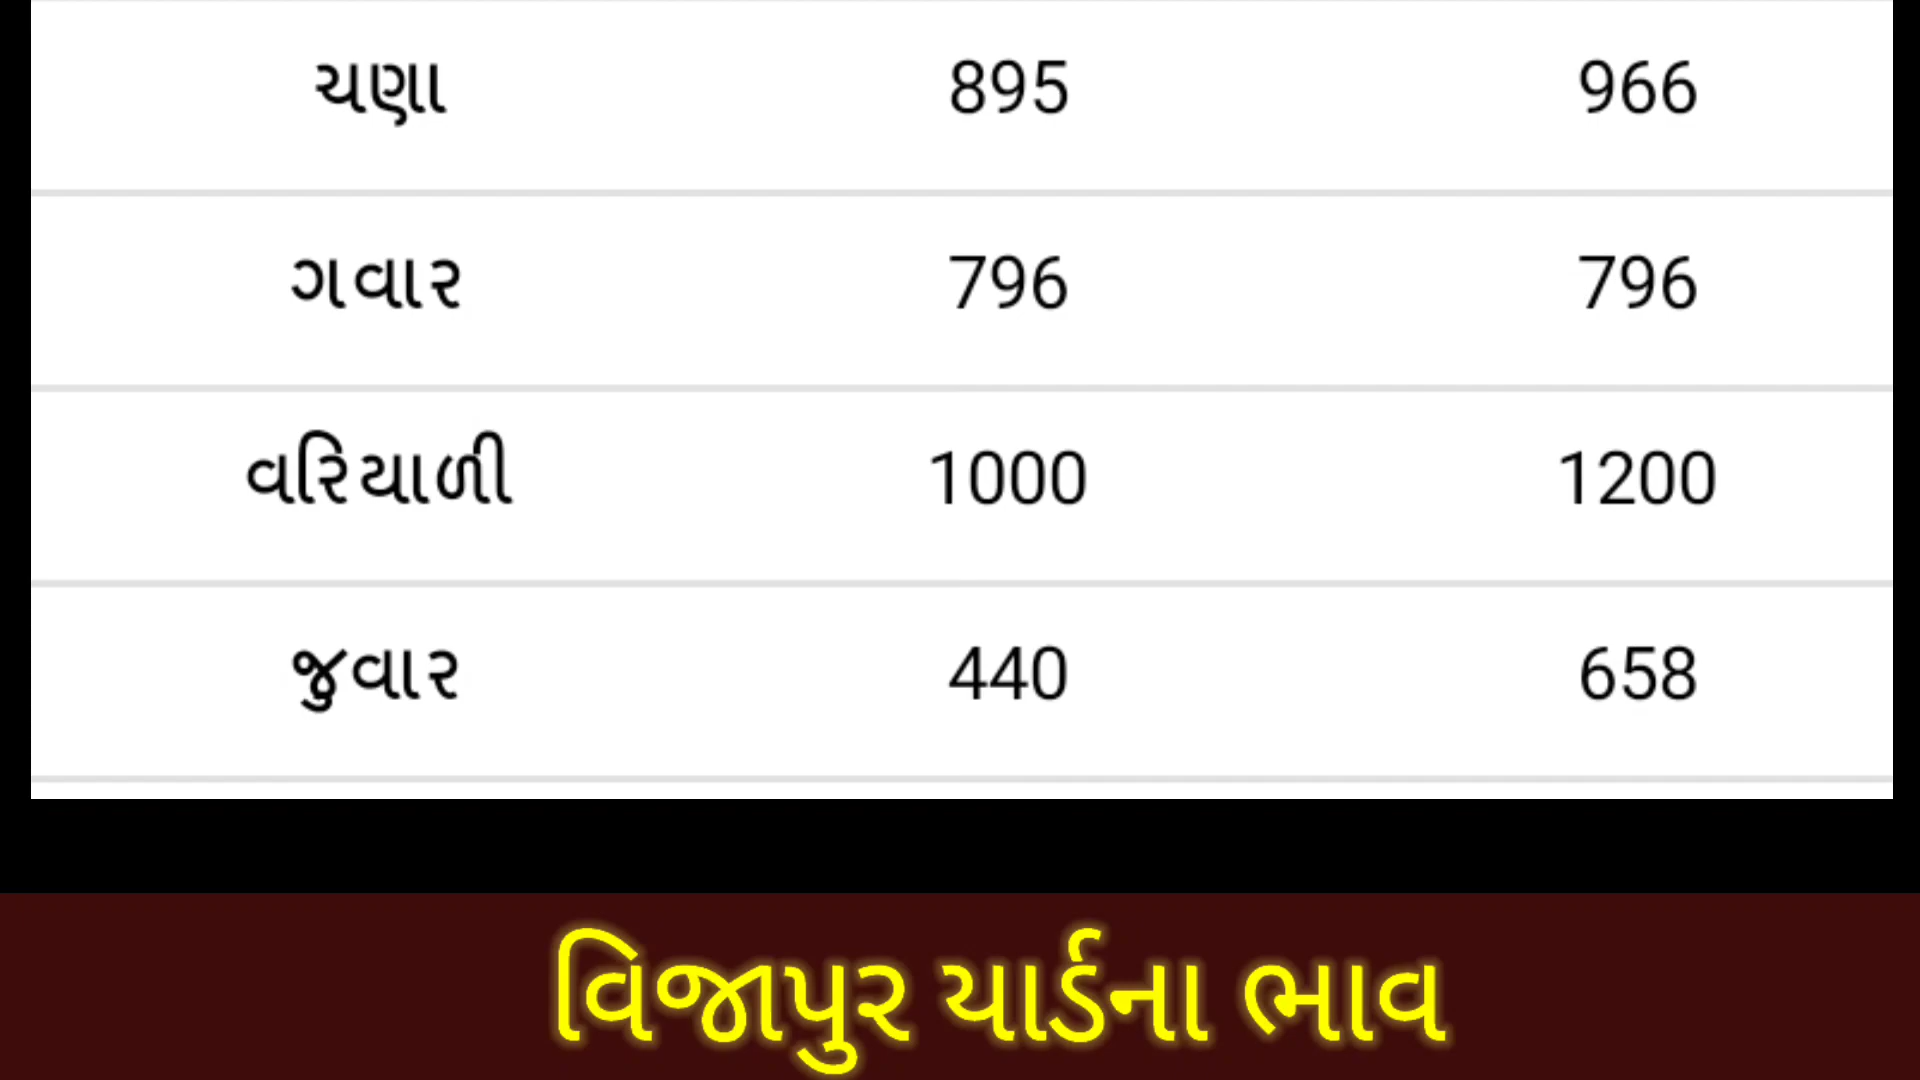 ચણા 895 966
ગવાર 796 796
વરિયાળી 1000 1200
જુવાર 440 658
વિજાપુર યાર્ડના ભાવ